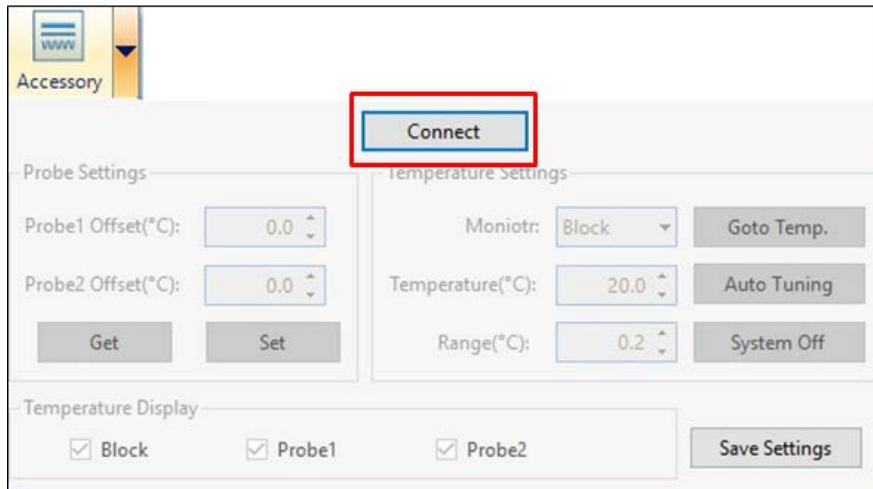 www
Accessory
Connect
Probe Settings
Temperature Settings
Probe1 Offset(°C): 0.0
Moniotr: Block Goto Temp.
Probe2 Offset(°C): 0.0
Temperature(°C): 20.0 Auto Tuning
Get Set
Range(°C): 0.2 System Off
Temperature Display
Block Probe1 Probe2
Save Settings